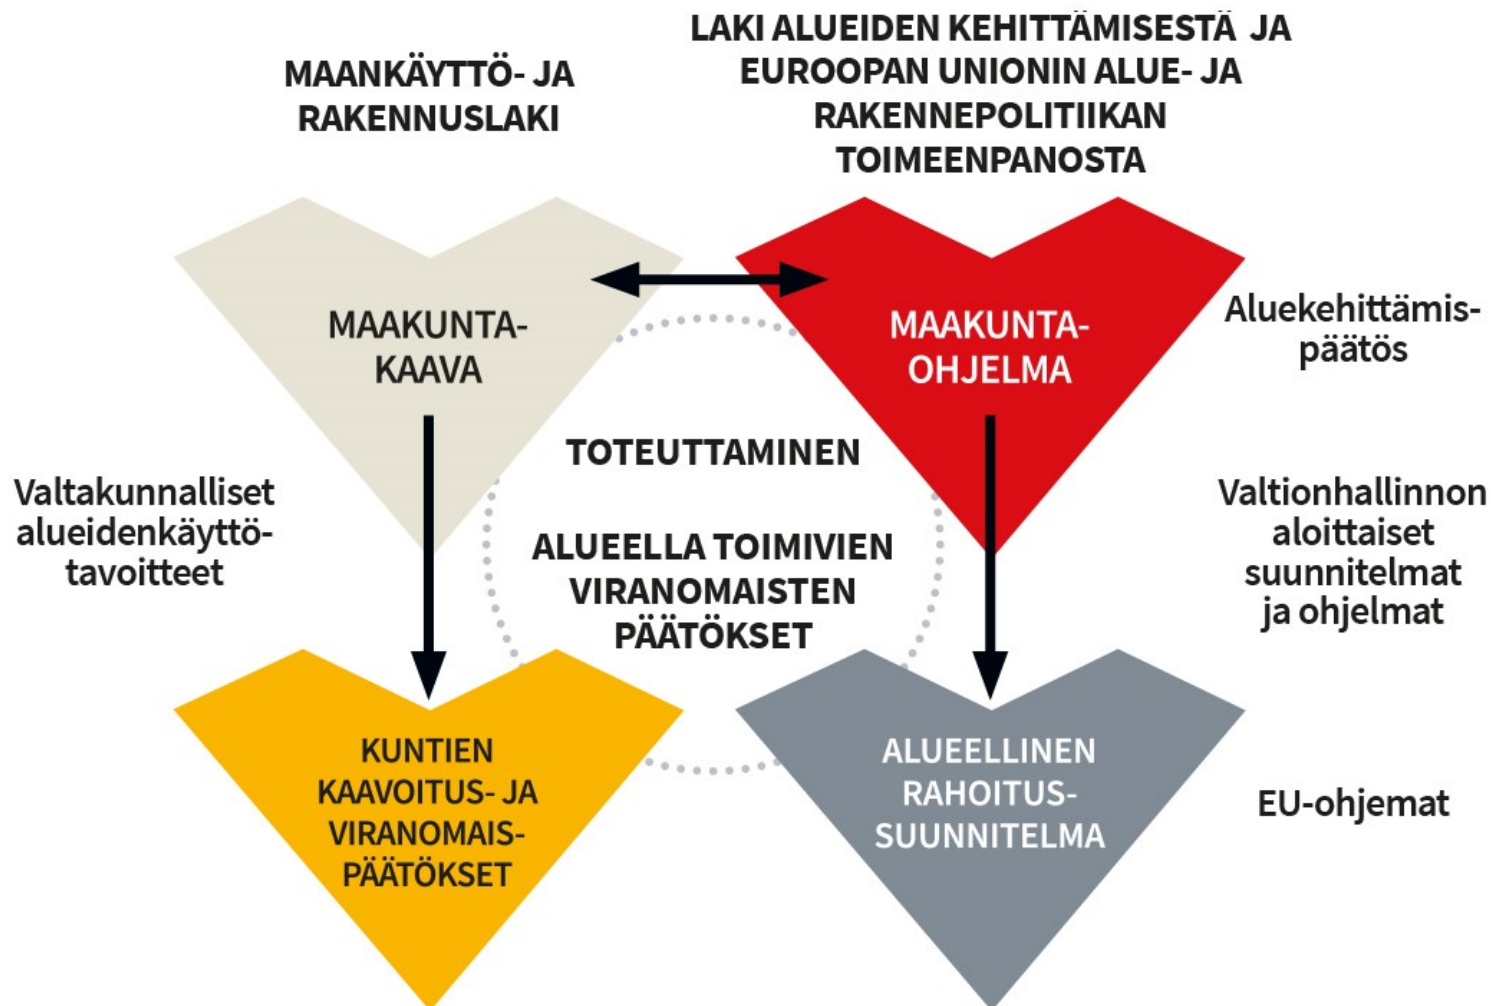 MAANKÄYTTÖ- JA
RAKENNUSLAKI
LAKI ALUEIDEN KEHITTÄMISESTÄ JA
EUROOPAN UNIONIN ALUE- JA
RAKENNEPOLITIIKAN
TOIMEENPANOSTA
MAAKUNTA-
KAAVA
MAAKUNTA-
OHJELMA
Aluekehittämis-
päätös
TOTEUTTAMINEN
ALUEELLA TOIMIVIEN
VIRANOMAISTEN
PÄÄTÖKSET
Valtakunnalliset
alueidenkäyttö-
tavoitteet
Valtionhallinnon
aloittaiset
suunnitelmat
ja ohjelmat
KUNTIEN
KAAVOITUS- JA
VIRANOMAIS-
PÄÄTÖKSET
ALUEELLINEN
RAHOITUS-
SUUNNITELMA
EU-ohjemat